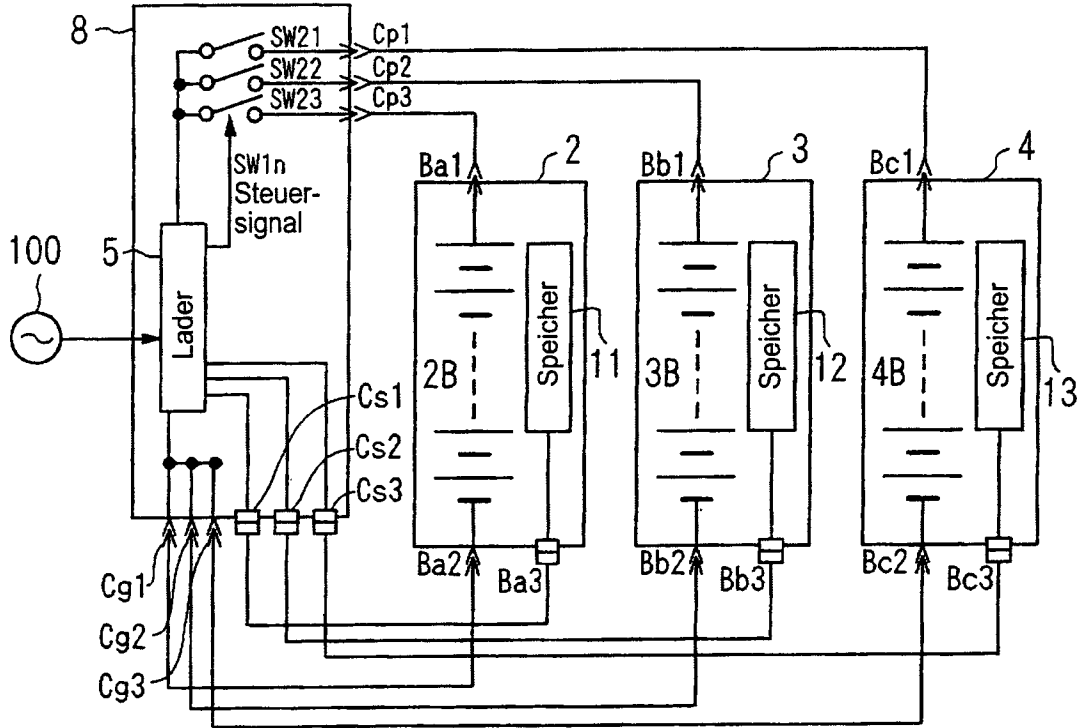 8
SW21
Cp1
SW22
Cp2
SW23
Cp3
SW1n
Steuer-
signal
Ba1
2
Bb1
3
Bc1
4
100
5
Lader
2B
Speicher
11
3B
Speicher
12
4B
Speicher
13
Cs1
Cs2
Cs3
Cg1
Cg2
Cg3
Ba2
Ba3
Bb2
Bb3
Bc2
Bc3